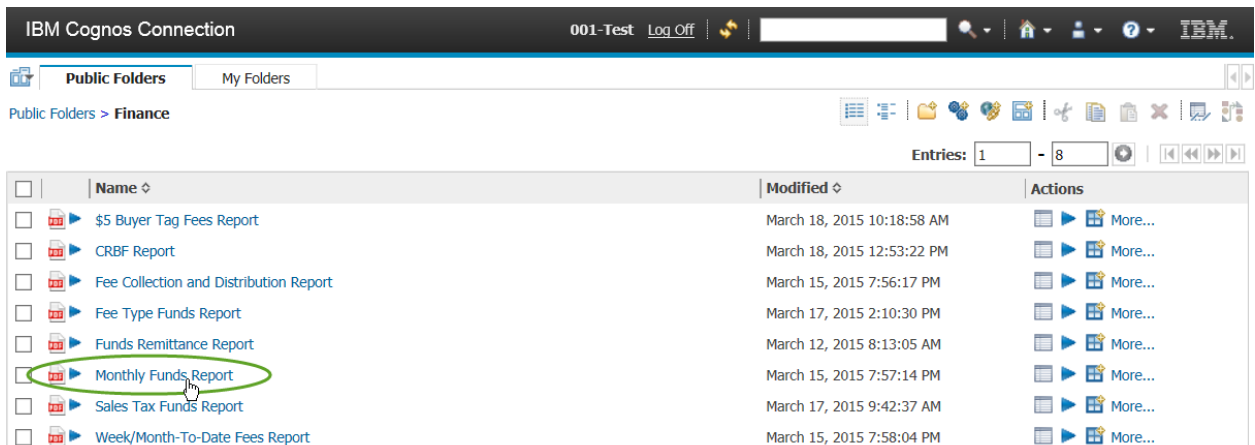 IBM Cognos Connection 001-Test Log Off IBM.
Public Folders My Folders
Public Folders > Finance
Entries: 1 - 8
Name Modified Actions
$5 Buyer Tag Fees Report March 18, 2015 10:18:58 AM More...
CRBF Report March 18, 2015 12:53:22 PM More...
Fee Collection and Distribution Report March 15, 2015 7:56:17 PM More...
Fee Type Funds Report March 17, 2015 2:10:30 PM More...
Funds Remittance Report March 12, 2015 8:13:05 AM More...
Monthly Funds Report March 15, 2015 7:57:14 PM More...
Sales Tax Funds Report March 17, 2015 9:42:37 AM More...
Week/Month-To-Date Fees Report March 15, 2015 7:58:04 PM More...